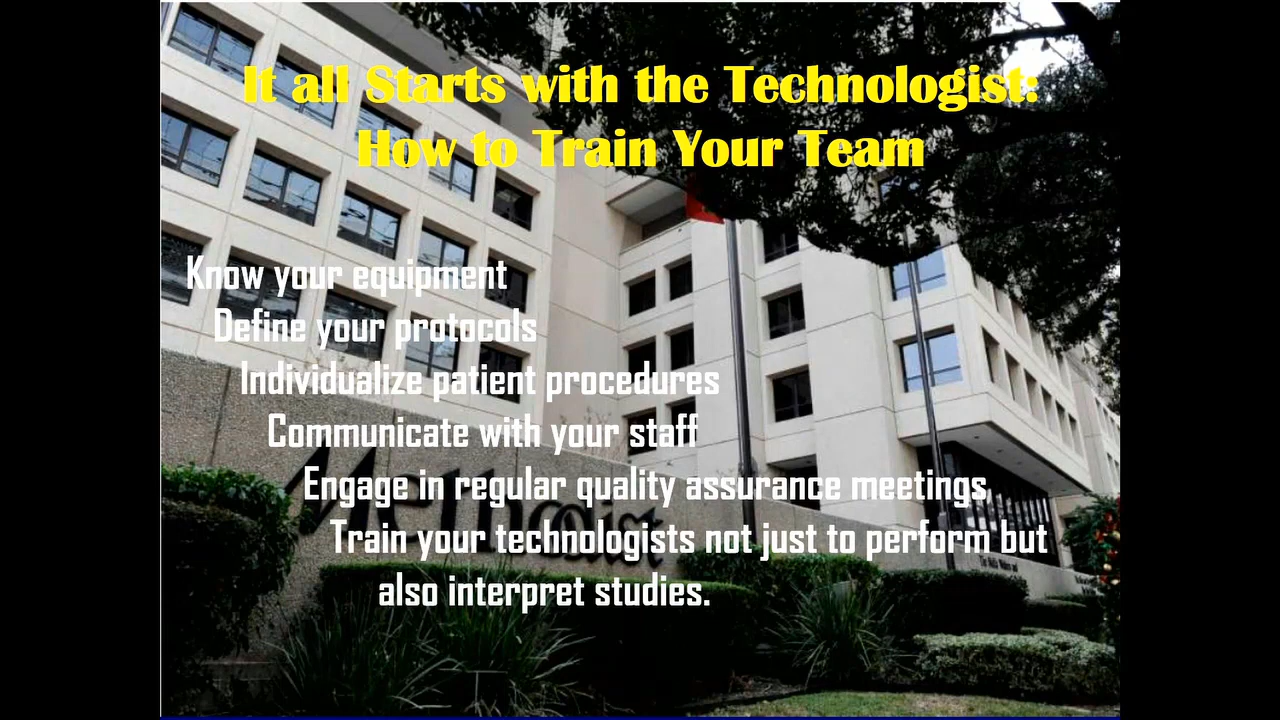 It all Starts with the Technologist:
How to Train Your Team
Know your equipment
Define your protocols
Individualize patient procedures
Communicate with your staff
Engage in regular quality assurance meetings
Train your technologists not just to perform but
also interpret studies.
Methodist